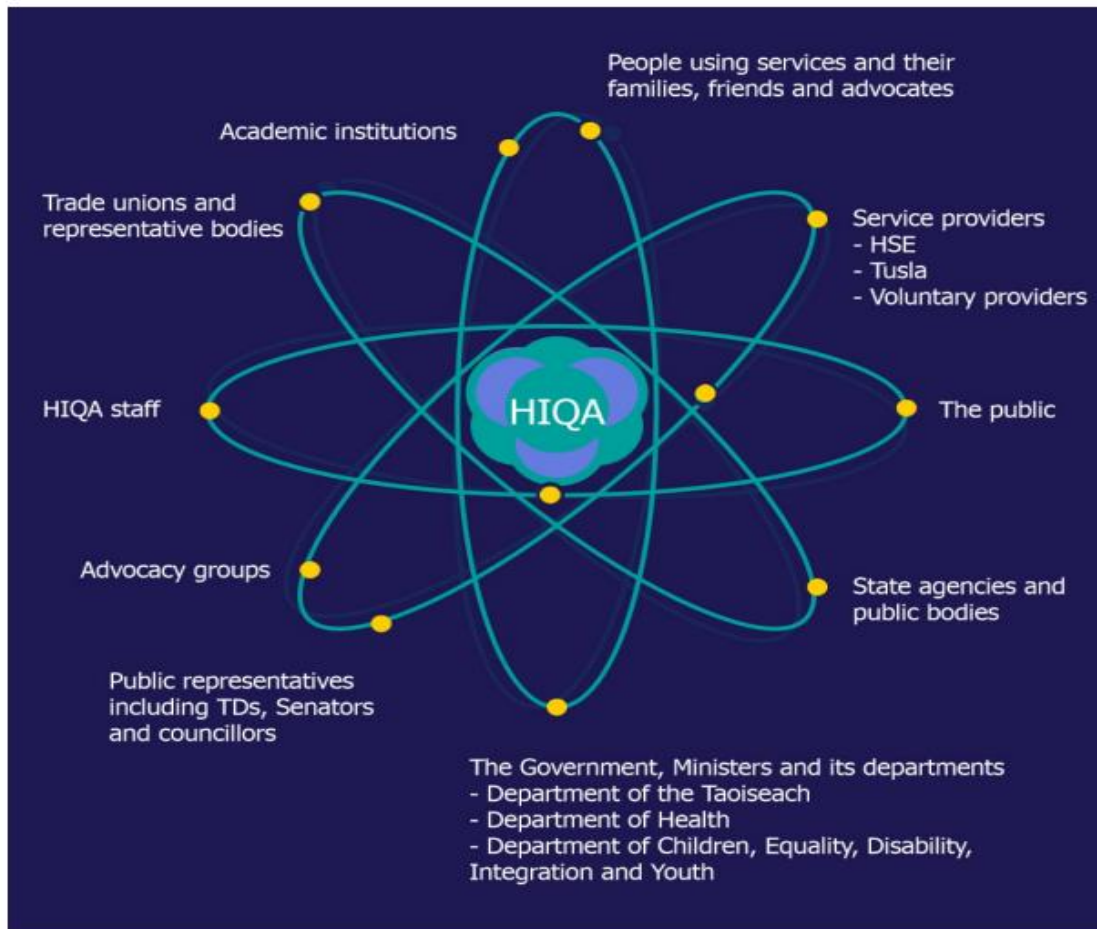 People using services and their
families, friends and advocates
Academic institutions
Trade unions and
representative bodies
Service providers
- HSE
- Tusla
- Voluntary providers
HIQA staff
HIQA
The public
Advocacy groups
State agencies and
public bodies
Public representatives
including TDs, Senators
and councillors
The Government, Ministers and its departments
- Department of the Taoiseach
- Department of Health
- Department of Children, Equality, Disability,
Integration and Youth